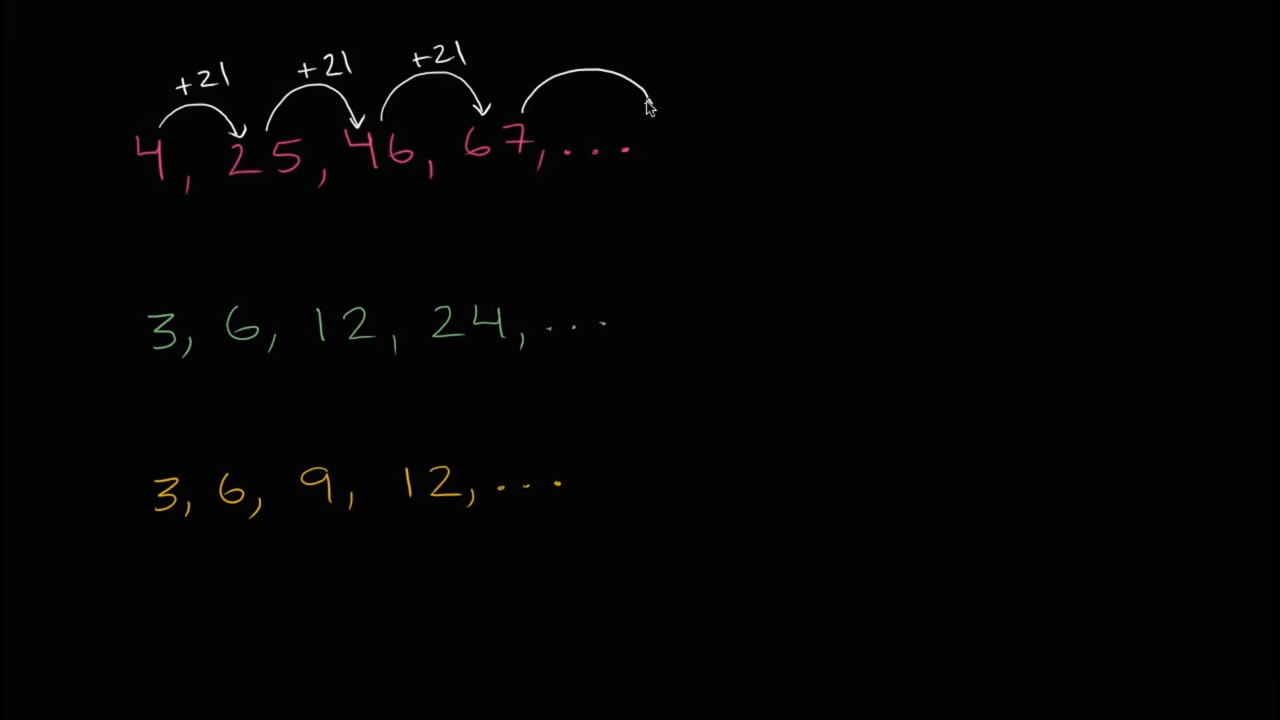 +21 +21 +21
4, 25, 46, 67, ...
3, 6, 12, 24, ...
3, 6, 9, 12, ...